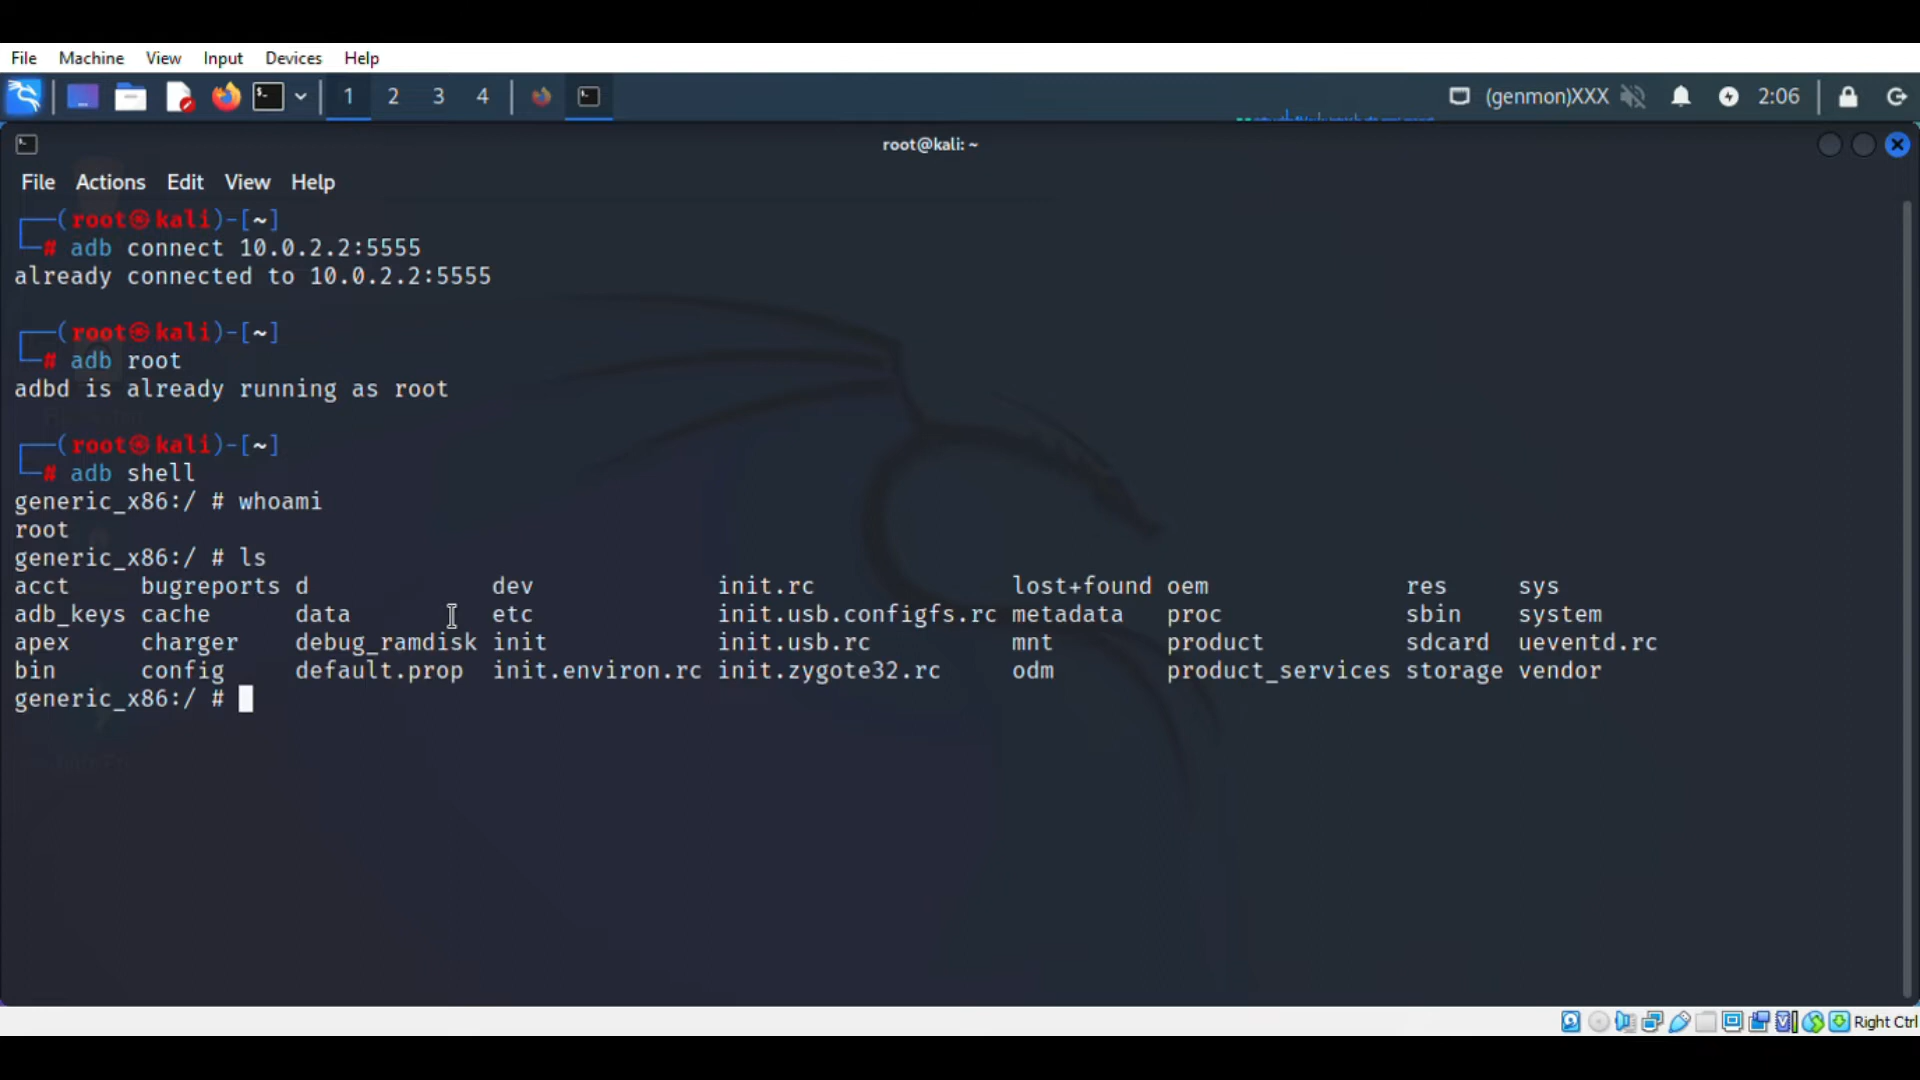 File Machine View Input Devices Help
1 2 3 4 (genmon)XXX 2:06
root@kali: ~
File Actions Edit View Help
(root㉿kali)-[~]
# adb connect 10.0.2.2:5555
already connected to 10.0.2.2:5555
(root㉿kali)-[~]
# adb root
adbd is already running as root
(root㉿kali)-[~]
# adb shell
generic_x86:/ # whoami
root
generic_x86:/ # ls
acct bugreports d dev init.rc lost+found oem res sys
adb_keys cache data etc init.usb.configfs.rc metadata proc sbin system
apex charger debug_ramdisk init init.usb.rc mnt product sdcard ueventd.rc
bin config default.prop init.environ.rc init.zygote32.rc odm product_services storage vendor
generic_x86:/ #
Right Ctrl